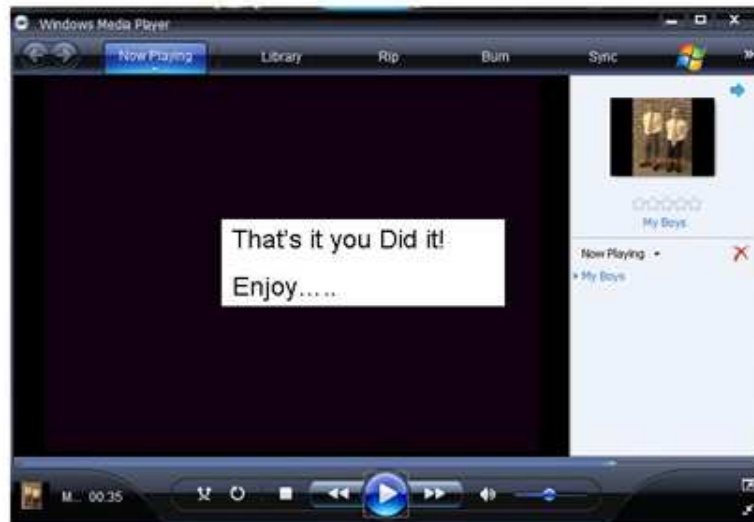 Windows Media Player
Now Playing
Library
Rip
Burn
Sync
My Boys
That's it you Did it!
Enjoy.....
Now Playing
My Boys
M... 00:35